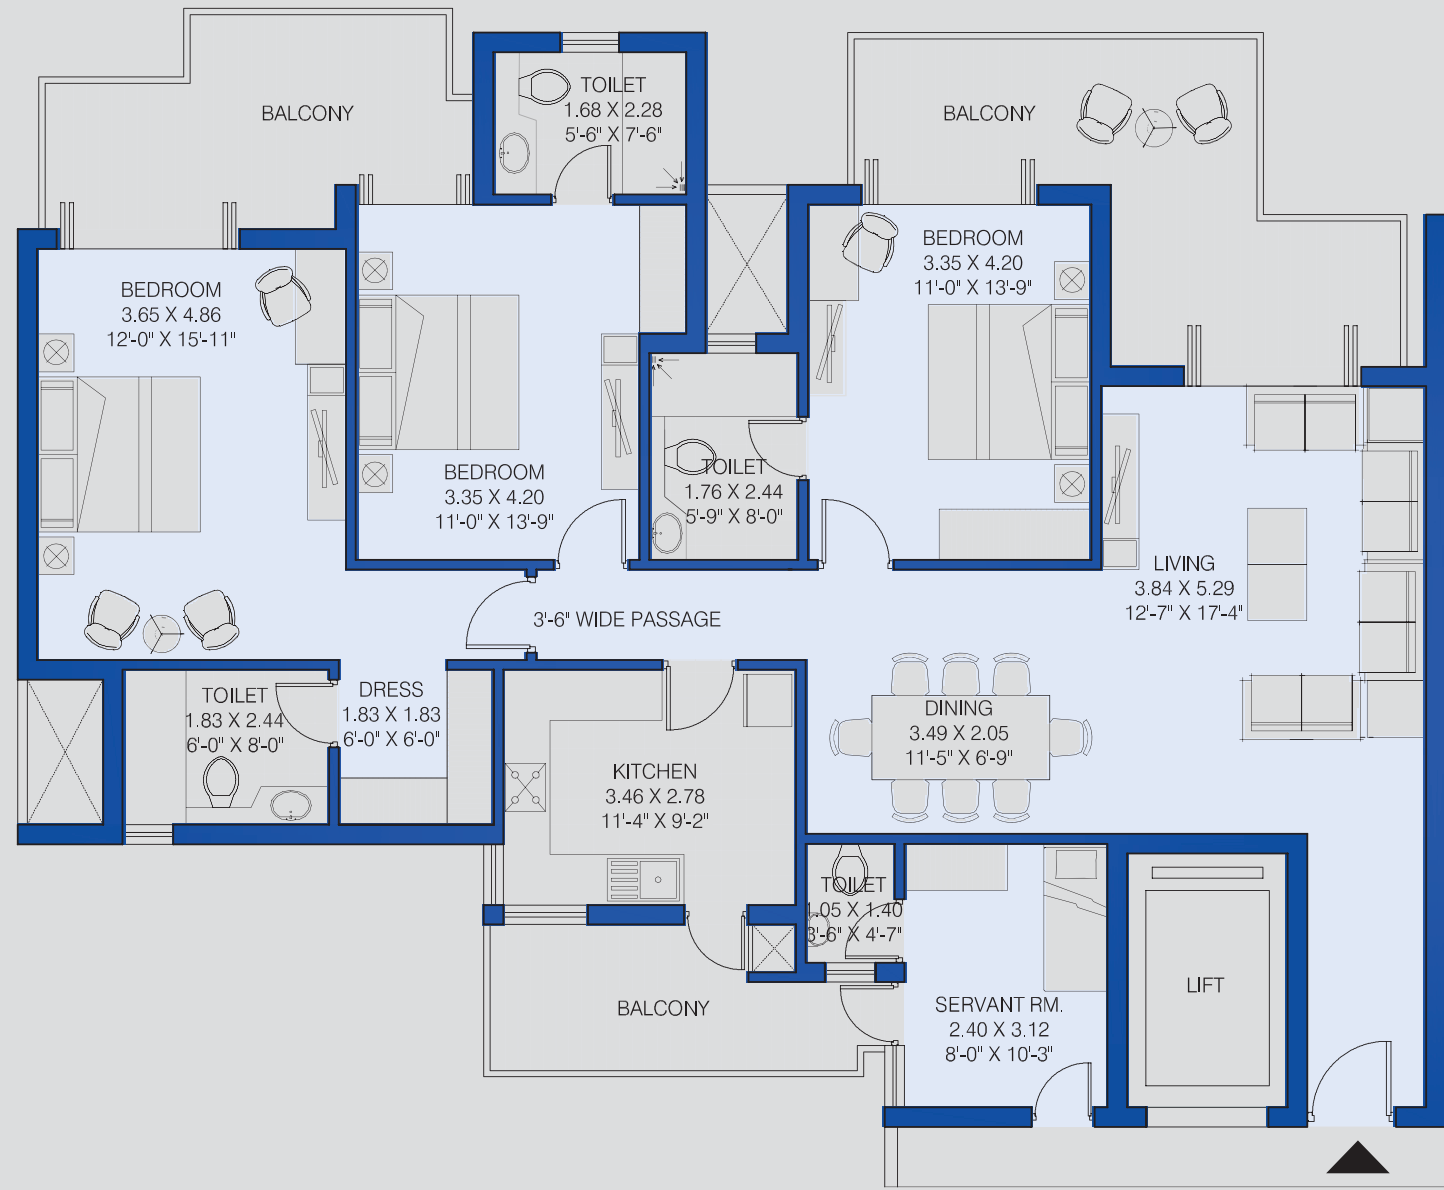 BALCONY
TOILET
1.68 X 2.28
5'-6" X 7'-6"
BALCONY
BEDROOM
3.65 X 4.86
12'-0" X 15'-11"
BEDROOM
3.35 X 4.20
11'-0" X 13'-9"
BEDROOM
3.35 X 4.20
11'-0" X 13'-9"
TOILET
1.76 X 2.44
5'-9" X 8'-0"
LIVING
3.84 X 5.29
12'-7" X 17'-4"
3'-6" WIDE PASSAGE
TOILET
1.83 X 2.44
6'-0" X 8'-0"
DRESS
1.83 X 1.83
6'-0" X 6'-0"
DINING
3.49 X 2.05
11'-5" X 6'-9"
KITCHEN
3.46 X 2.78
11'-4" X 9'-2"
TOILET
1.05 X 1.40
3'-6" X 4'-7"
BALCONY
SERVANT RM.
2.40 X 3.12
8'-0" X 10'-3"
LIFT